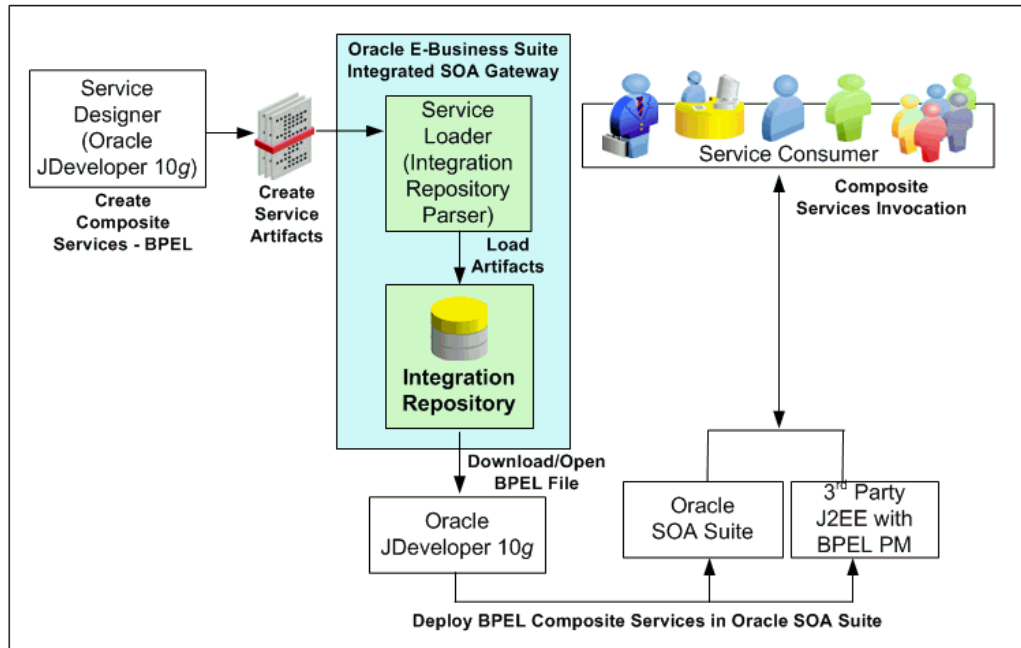 Service
Designer
(Oracle
JDeveloper 10g)
Create
Composite
Services - BPEL
Create
Service
Artifacts
Oracle E-Business Suite
Integrated SOA Gateway
Service
Loader
(Integration
Repository
Parser)
Load
Artifacts
Integration
Repository
Download/Open
BPEL File
Oracle
JDeveloper 10g
Service Consumer
Composite
Services Invocation
Oracle
SOA Suite
3rd Party
J2EE with
BPEL PM
Deploy BPEL Composite Services in Oracle SOA Suite